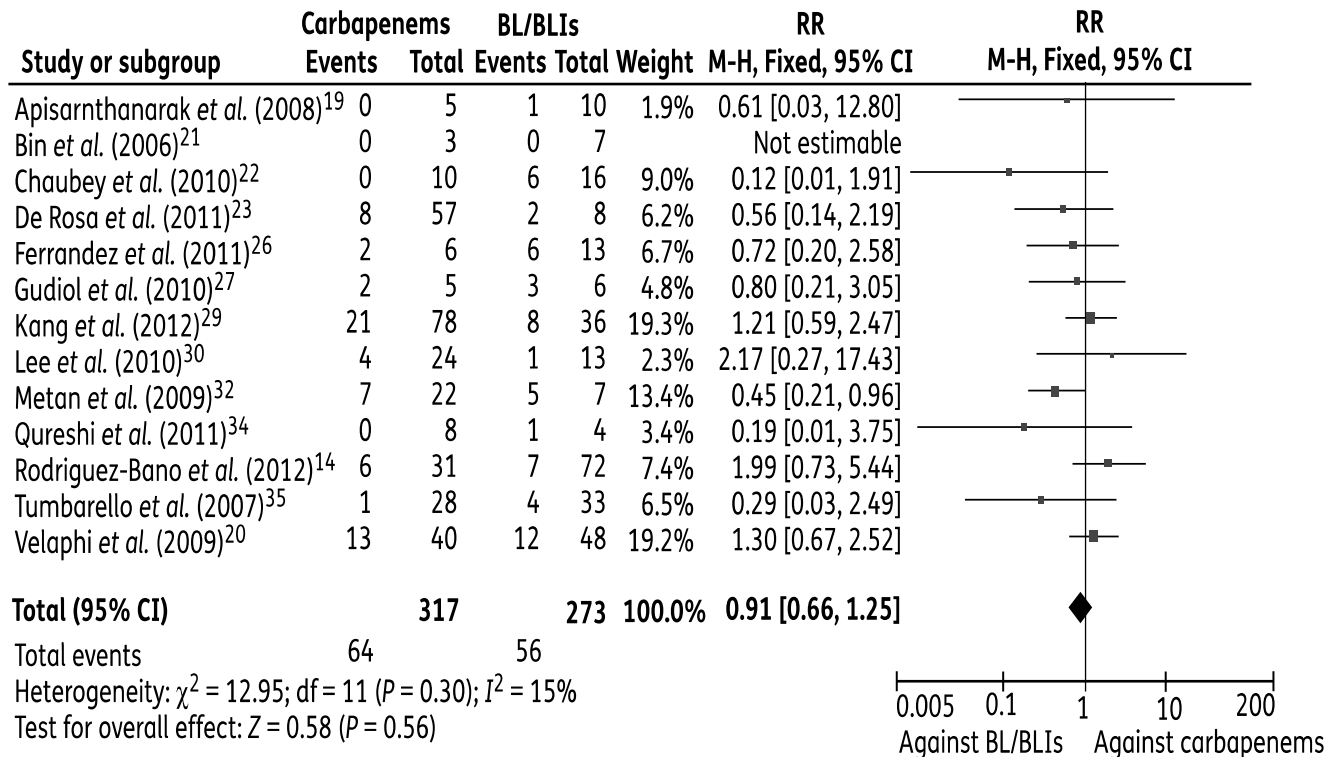 Carbapenems BL/BLIs RR RR
Study or subgroup Events Total Events Total Weight M-H, Fixed, 95% CI M-H, Fixed, 95% CI
Apisarnthanarak et al. (2008)19 0 5 1 10 1.9% 0.61 [0.03, 12.80]
Bin et al. (2006)21 0 3 0 7 Not estimable
Chaubey et al. (2010)22 0 10 6 16 9.0% 0.12 [0.01, 1.91]
De Rosa et al. (2011)23 8 57 2 8 6.2% 0.56 [0.14, 2.19]
Ferrandez et al. (2011)26 2 6 6 13 6.7% 0.72 [0.20, 2.58]
Gudiol et al. (2010)27 2 5 3 6 4.8% 0.80 [0.21, 3.05]
Kang et al. (2012)29 21 78 8 36 19.3% 1.21 [0.59, 2.47]
Lee et al. (2010)30 4 24 1 13 2.3% 2.17 [0.27, 17.43]
Metan et al. (2009)32 7 22 5 7 13.4% 0.45 [0.21, 0.96]
Qureshi et al. (2011)34 0 8 1 4 3.4% 0.19 [0.01, 3.75]
Rodriguez-Bano et al. (2012)14 6 31 7 72 7.4% 1.99 [0.73, 5.44]
Tumbarello et al. (2007)35 1 28 4 33 6.5% 0.29 [0.03, 2.49]
Velaphi et al. (2009)20 13 40 12 48 19.2% 1.30 [0.67, 2.52]
Total (95% CI) 317 273 100.0% 0.91 [0.66, 1.25]
Total events 64 56
Heterogeneity: χ2 = 12.95; df = 11 (P = 0.30); I2 = 15%
Test for overall effect: Z = 0.58 (P = 0.56)
0.005 0.1 1 10 200
Against BL/BLIs Against carbapenems